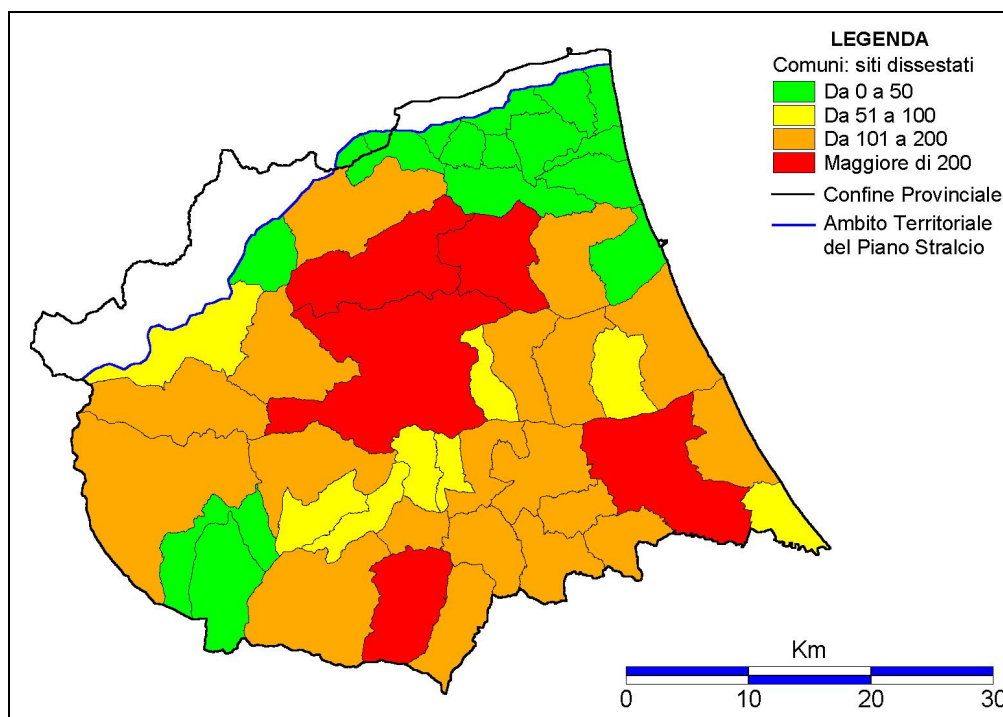 LEGENDA
Comuni: siti dissestati
Da 0 a 50
Da 51 a 100
Da 101 a 200
Maggiore di 200
Confine Provinciale
Ambito Territoriale
del Piano Stralcio
Km
0 10 20 30